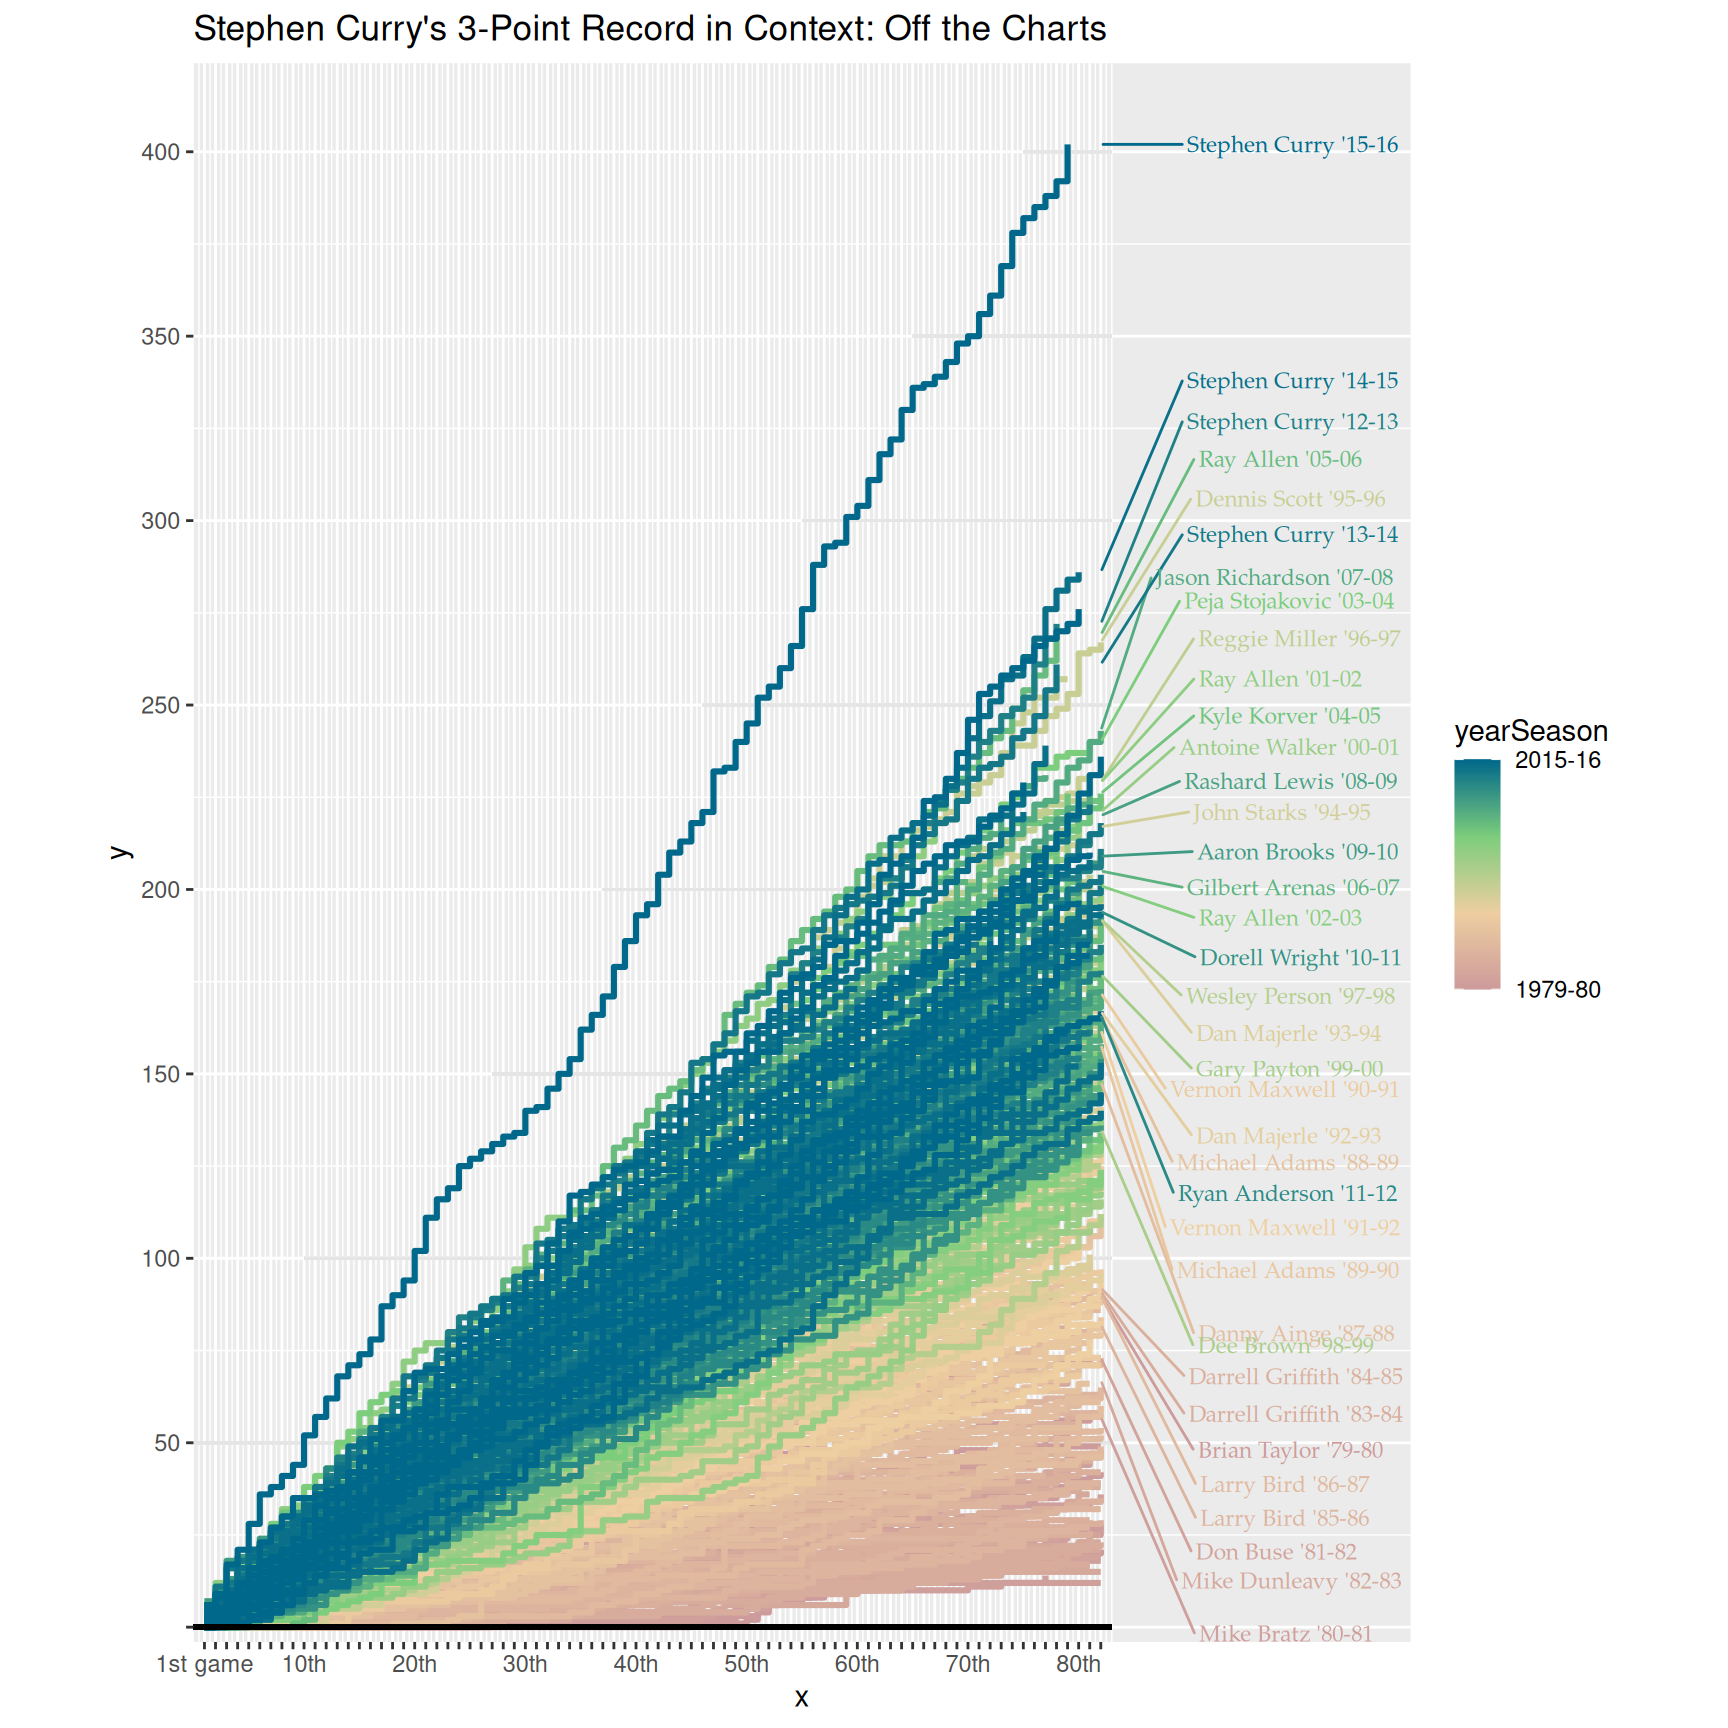 Stephen Curry's 3-Point Record in Context: Off the Charts
y
400
350
300
250
200
150
100
50
1st game
10th
20th
30th
40th
50th
60th
70th
80th
x
Stephen Curry '15-16
Stephen Curry '14-15
Stephen Curry '12-13
Ray Allen '05-06
Dennis Scott '95-96
Stephen Curry '13-14
Jason Richardson '07-08
Peja Stojakovic '03-04
Reggie Miller '96-97
Ray Allen '01-02
Kyle Korver '04-05
Antoine Walker '00-01
Rashard Lewis '08-09
John Starks '94-95
Aaron Brooks '09-10
Gilbert Arenas '06-07
Ray Allen '02-03
Dorell Wright '10-11
Wesley Person '97-98
Dan Majerle '93-94
Gary Payton '99-00
Vernon Maxwell '90-91
Dan Majerle '92-93
Michael Adams '88-89
Ryan Anderson '11-12
Vernon Maxwell '91-92
Michael Adams '89-90
Danny Ainge '87-88
Dee Brown '98-99
Darrell Griffith '84-85
Darrell Griffith '83-84
Brian Taylor '79-80
Larry Bird '86-87
Larry Bird '85-86
Don Buse '81-82
Mike Dunleavy '82-83
Mike Bratz '80-81
yearSeason
2015-16
1979-80